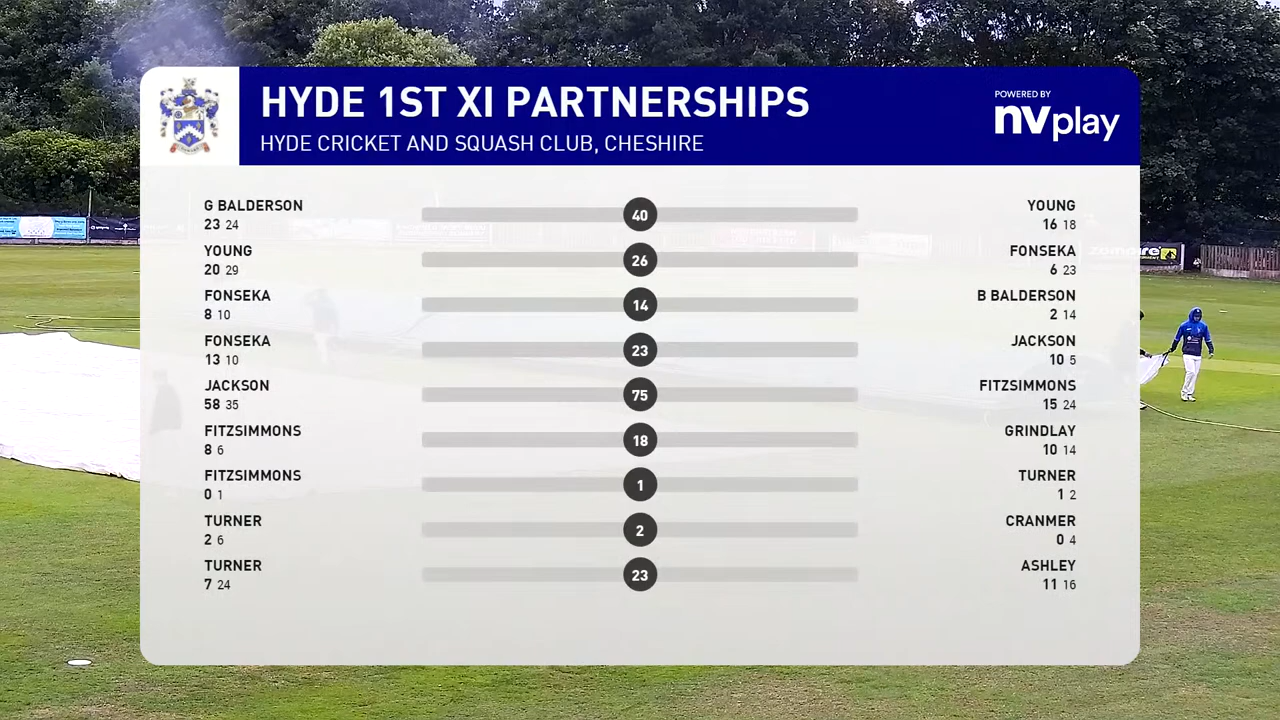 HYDE 1ST XI PARTNERSHIPS
HYDE CRICKET AND SQUASH CLUB, CHESHIRE
POWERED BY
nvplay
G BALDERSON 40 YOUNG
23 24 16 18
YOUNG 26 FONSEKA
20 29 6 23
FONSEKA 14 B BALDERSON
8 10 2 14
FONSEKA 23 JACKSON
13 10 10 5
JACKSON 75 FITZSIMMONS
58 35 15 24
FITZSIMMONS 18 GRINDLAY
8 6 10 14
FITZSIMMONS 1 TURNER
0 1 1 2
TURNER 2 CRANMER
2 6 0 4
TURNER 23 ASHLEY
7 24 11 16